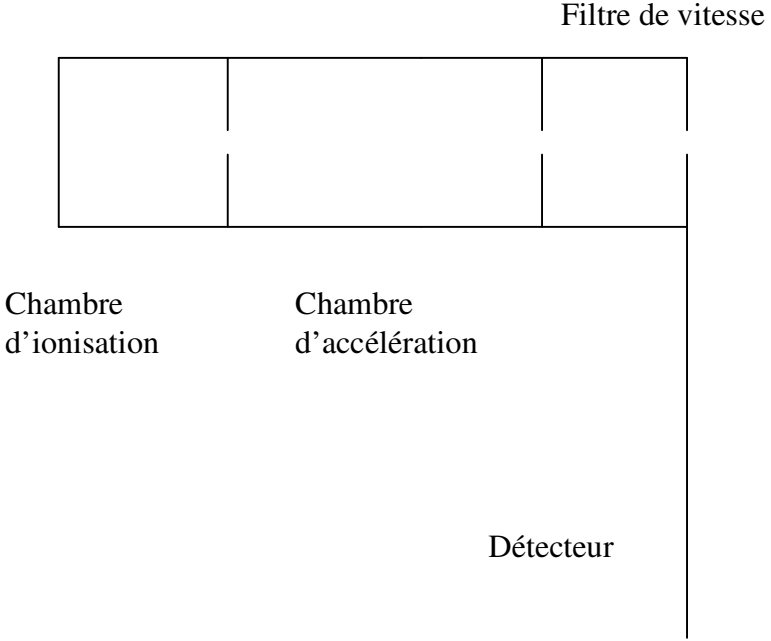 Filtre de vitesse
Chambre
d'ionisation
Chambre
d'accélération
Détecteur